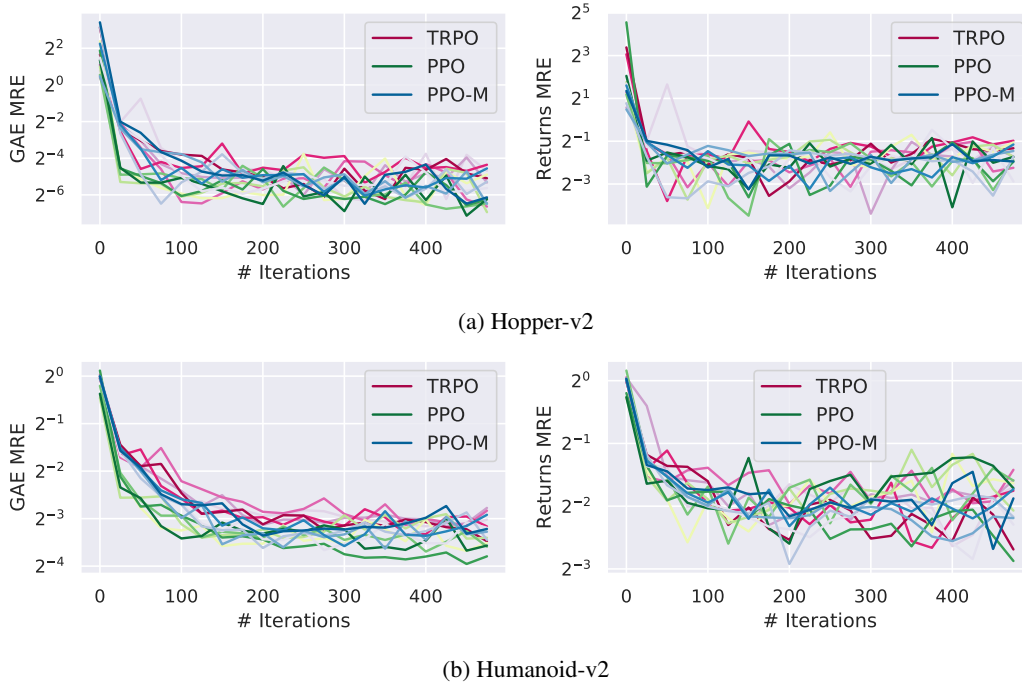 GAE MRE
2^2
2^0
2^-2
2^-4
2^-6
TRPO
PPO
PPO-M
0 100 200 300 400
# Iterations
Returns MRE
2^5
2^3
2^1
2^-1
2^-3
TRPO
PPO
PPO-M
0 100 200 300 400
# Iterations
(a) Hopper-v2
GAE MRE
2^0
2^-1
2^-2
2^-3
2^-4
TRPO
PPO
PPO-M
0 100 200 300 400
# Iterations
Returns MRE
2^0
2^-1
2^-2
2^-3
TRPO
PPO
PPO-M
0 100 200 300 400
# Iterations
(b) Humanoid-v2